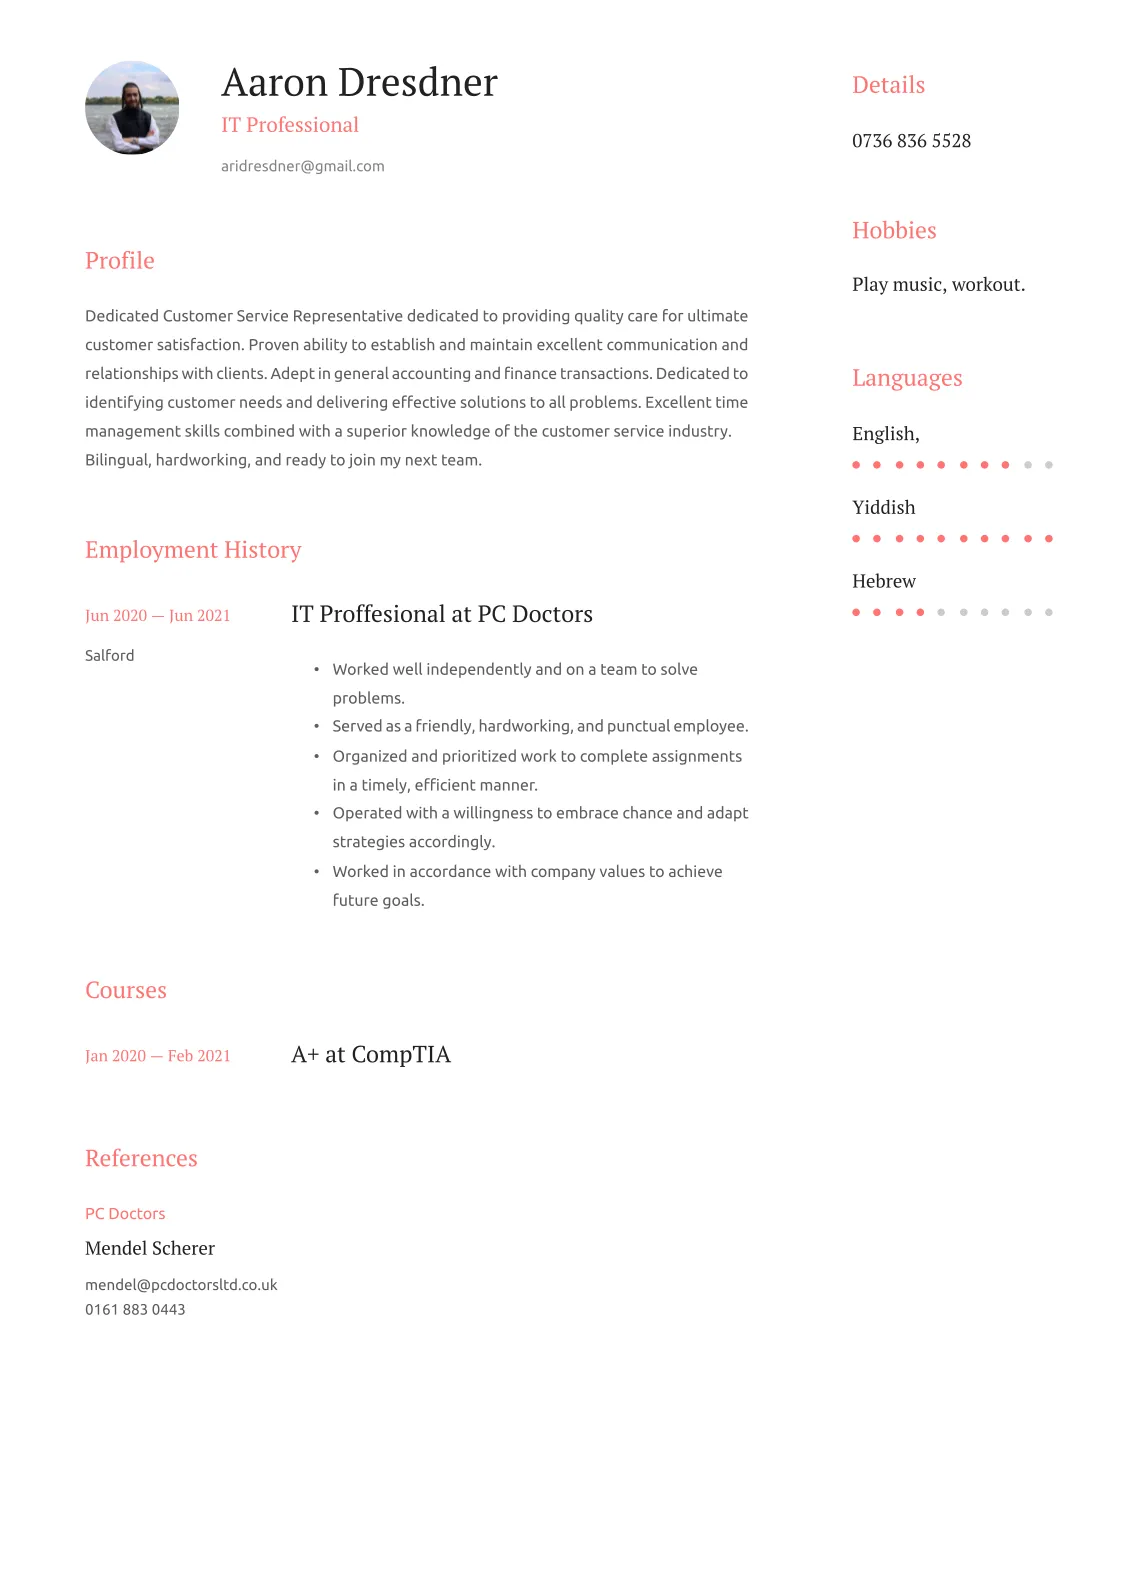 Aaron Dresdner
IT Professional
aridresdner@gmail.com
Profile
Dedicated Customer Service Representative dedicated to providing quality care for ultimate
customer satisfaction. Proven ability to establish and maintain excellent communication and
relationships with clients. Adept in general accounting and finance transactions. Dedicated to
identifying customer needs and delivering effective solutions to all problems. Excellent time
management skills combined with a superior knowledge of the customer service industry.
Bilingual, hardworking, and ready to join my next team.
Employment History
Jun 2020 — Jun 2021
Salford
IT Proffesional at PC Doctors
• Worked well independently and on a team to solve
problems.
• Served as a friendly, hardworking, and punctual employee.
• Organized and prioritized work to complete assignments
in a timely, efficient manner.
• Operated with a willingness to embrace chance and adapt
strategies accordingly.
• Worked in accordance with company values to achieve
future goals.
Courses
Jan 2020 — Feb 2021
A+ at CompTIA
References
PC Doctors
Mendel Scherer
mendel@pcdoctorsltd.co.uk
0161 883 0443
Details
0736 836 5528
Hobbies
Play music, workout.
Languages
English,
Yiddish
Hebrew